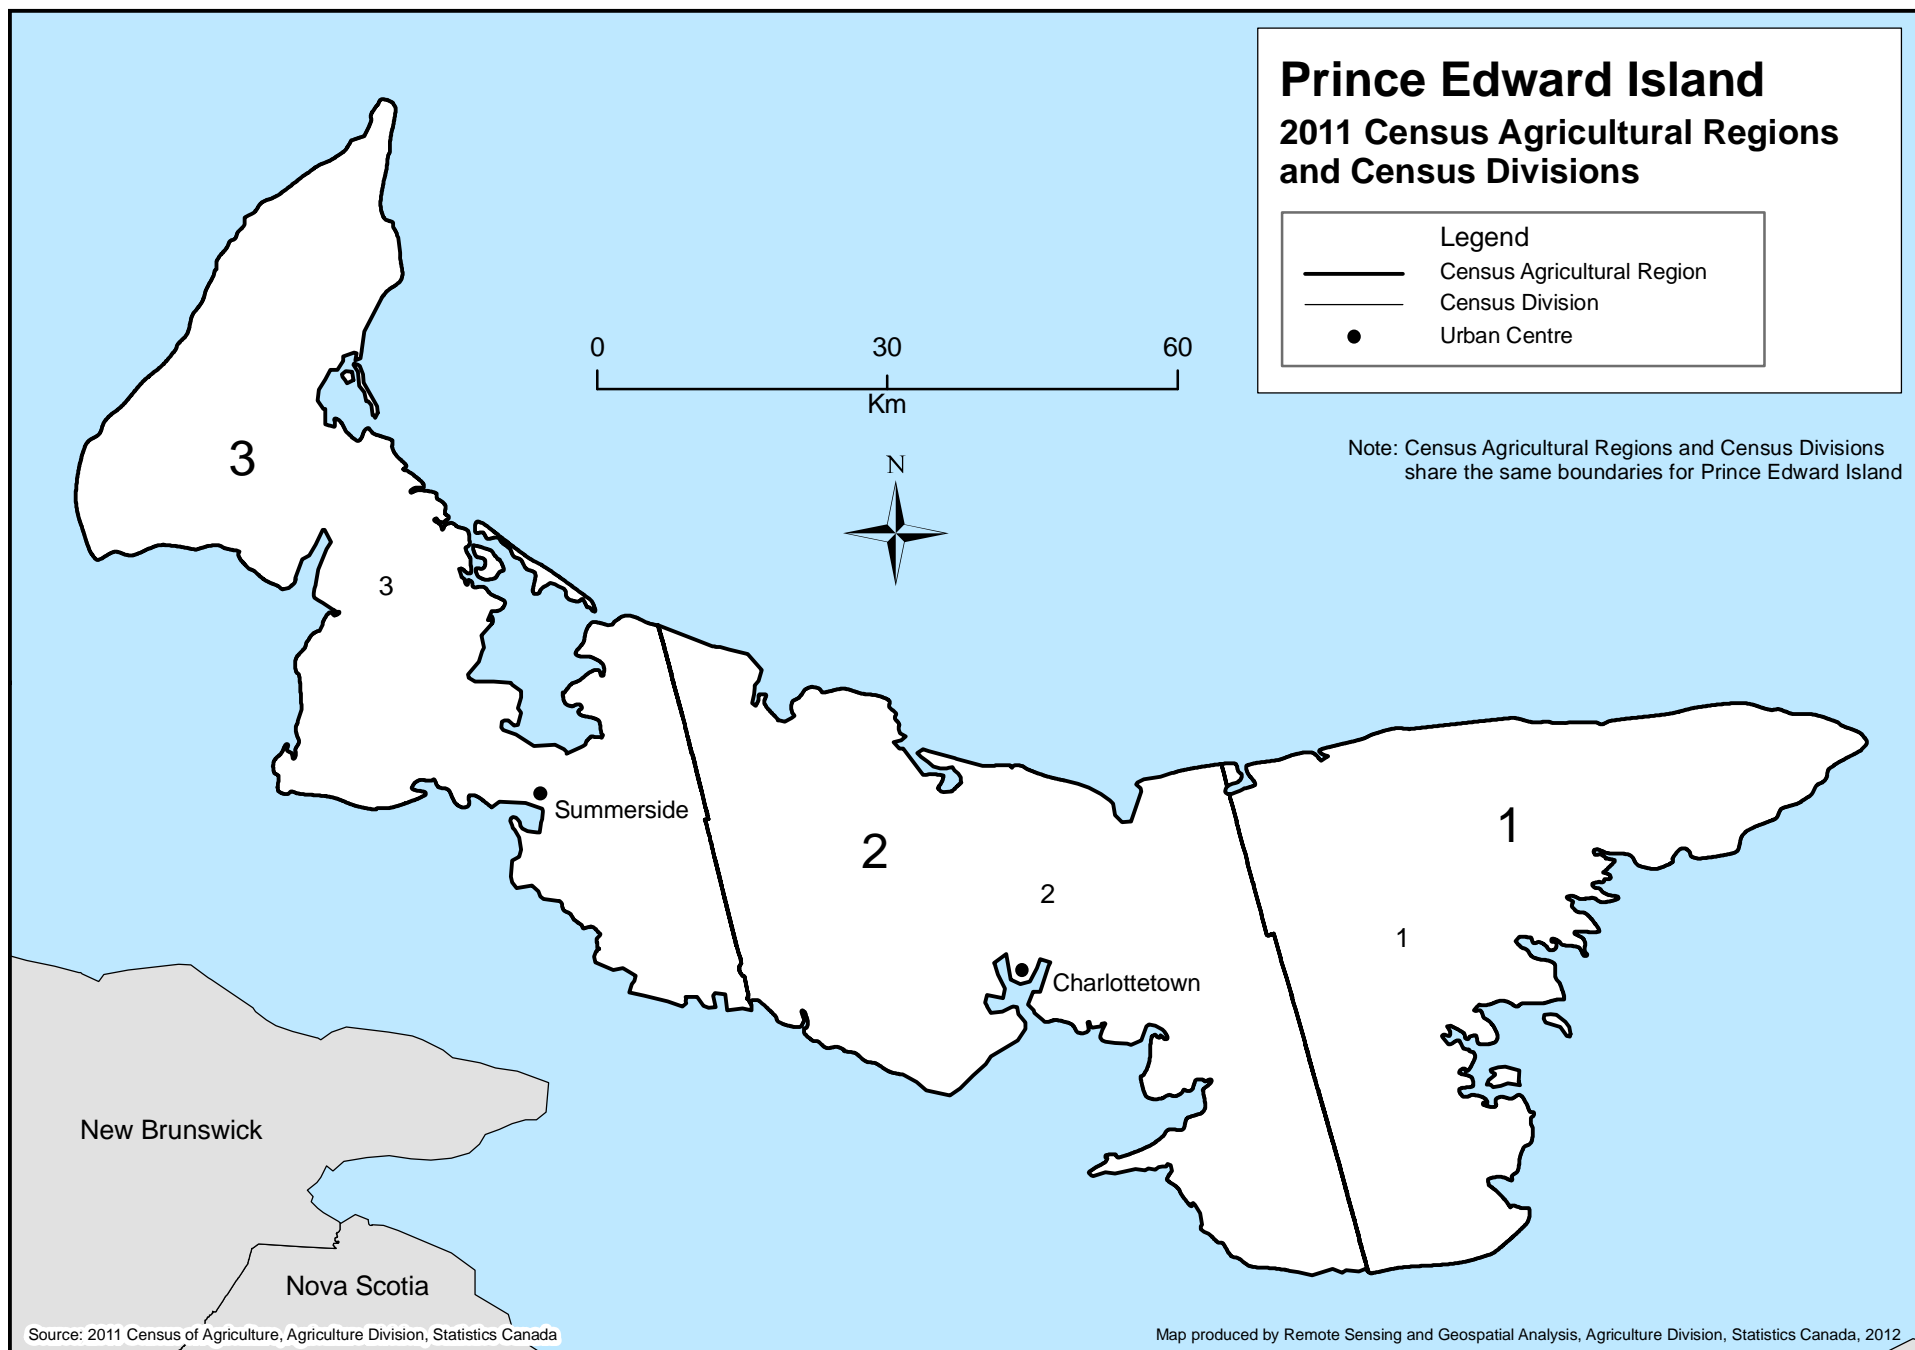 Prince Edward Island
2011 Census Agricultural Regions
and Census Divisions
Legend
Census Agricultural Region
Census Division
Urban Centre
0 30 60
Km
Note: Census Agricultural Regions and Census Divisions
share the same boundaries for Prince Edward Island
N
3
3
Summerside
2
2
1
1
Charlottetown
New Brunswick
Nova Scotia
Source: 2011 Census of Agriculture, Agriculture Division, Statistics Canada
Map produced by Remote Sensing and Geospatial Analysis, Agriculture Division, Statistics Canada, 2012